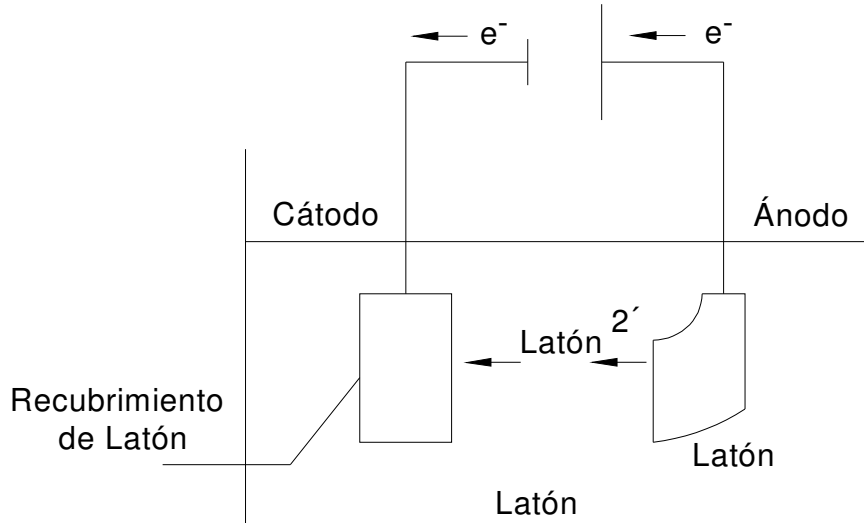 e- e-
Cátodo Ánodo
Latón 2´
Recubrimiento
de Latón
Latón
Latón